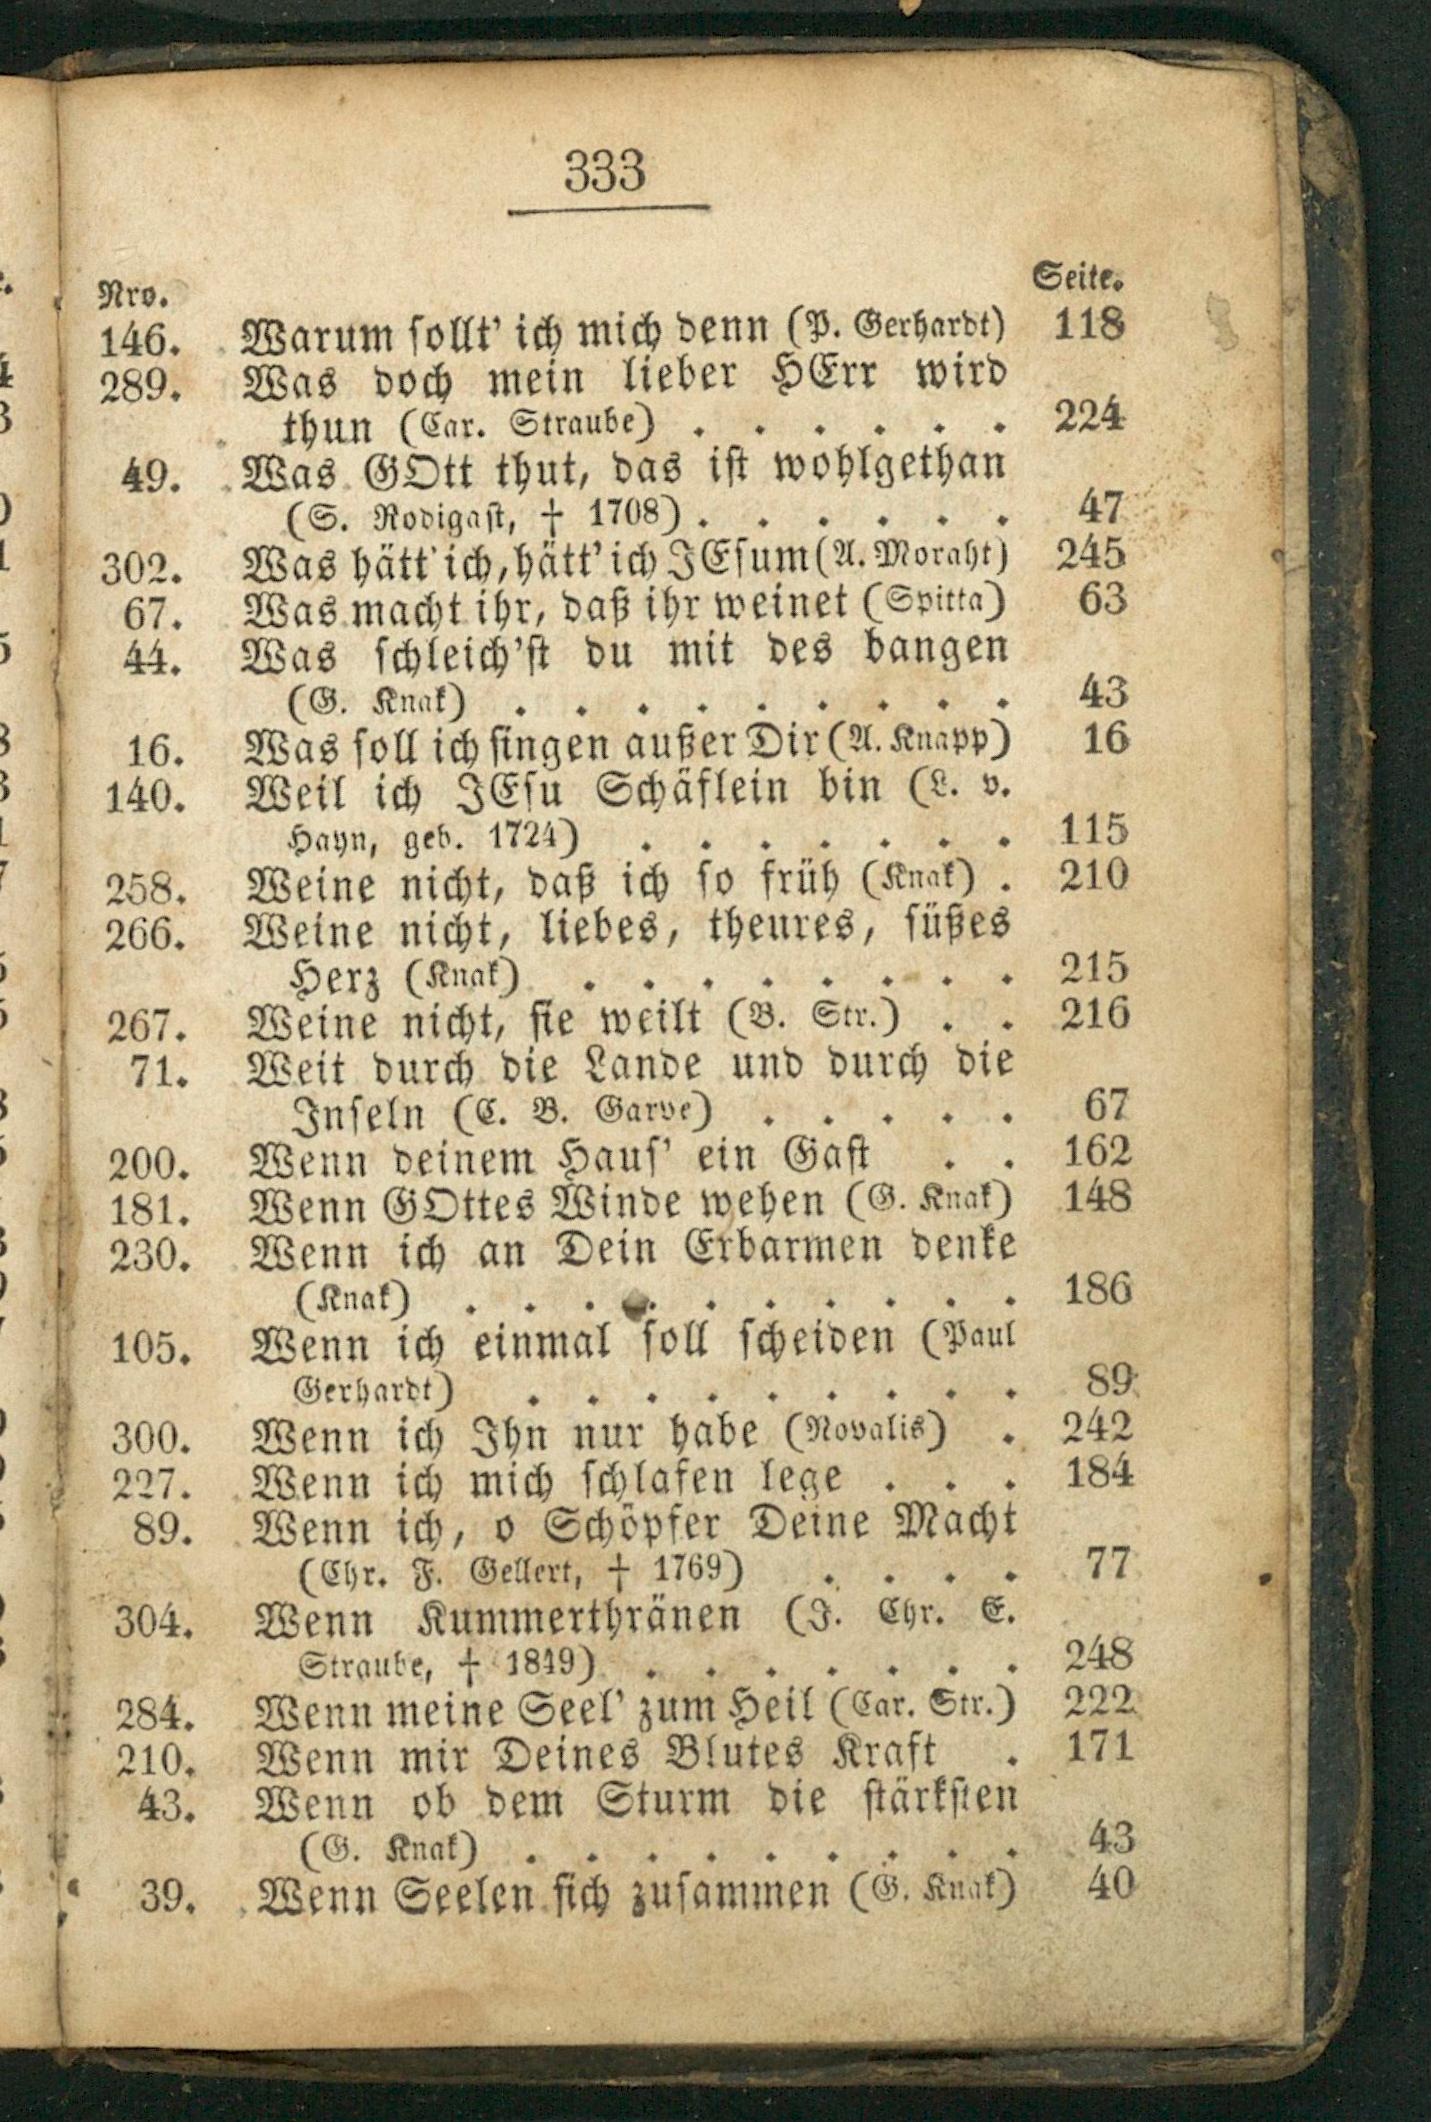 333
Nro. Seite.
146. Warum sollt' ich mich denn (P. Gerhardt) 118
289. Was doch mein lieber HErr wird
thun (Car. Straube) . . . . . . 224
49. Was GOtt thut, das ist wohlgethan
(S. Rodigast, † 1708) . . . . . . 47
302. Was hätt' ich, hätt' ich JEsum (A. Moraht) 245
67. Was macht ihr, daß ihr weinet (Spitta) 63
44. Was schleich'st du mit des bangen
(G. Knak) . . . . . . . . . 43
16. Was soll ich singen außer Dir (A. Knapp) 16
140. Weil ich JEsu Schäflein bin (L. v.
Hayn, geb. 1724) . . . . . . . 115
258. Weine nicht, daß ich so früh (Knak) . 210
266. Weine nicht, liebes, theures, süßes
Herz (Knak) . . . . . . . . 215
267. Weine nicht, sie weilt (B. Str.) . . 216
71. Weit durch die Lande und durch die
Inseln (C. B. Garve) . . . . . 67
200. Wenn deinem Haus' ein Gast . . 162
181. Wenn GOttes Winde wehen (G. Knak) 148
230. Wenn ich an Dein Erbarmen denke
(Knak) . . . . . . . . . . 186
105. Wenn ich einmal soll scheiden (Paul
Gerhardt) . . . . . . . . . 89
300. Wenn ich Ihn nur habe (Novalis) . 242
227. Wenn ich mich schlafen lege . . . 184
89. Wenn ich, o Schöpfer Deine Macht
(Chr. F. Gellert, † 1769) . . . . 77
304. Wenn Kummerthränen (J. Chr. E.
Straube, † 1849) . . . . . . . 248
284. Wenn meine Seel' zum Heil (Car. Str.) 222
210. Wenn mir Deines Blutes Kraft . 171
43. Wenn ob dem Sturm die stärksten
(G. Knak) . . . . . . . . . 43
39. Wenn Seelen sich zusammen (G. Knak) 40